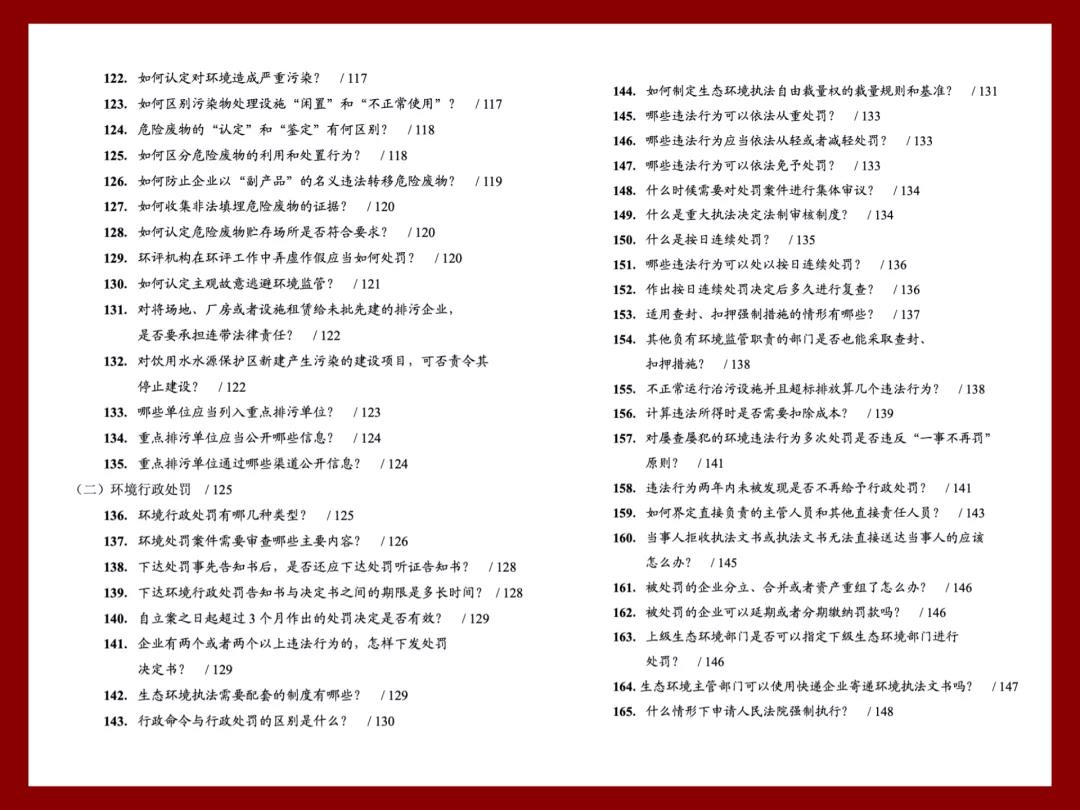 122. 如何认定对环境造成严重污染? / 117
123. 如何区别污染物处理设施“闲置”和“不正常使用”? / 117
124. 危险废物的“认定”和“鉴定”有何区别? / 118
125. 如何区分危险废物的利用和处置行为? / 118
126. 如何防止企业以“副产品”的名义违法转移危险废物? / 119
127. 如何收集非法填埋危险废物的证据? / 120
128. 如何认定危险废物贮存场所是否符合要求? / 120
129. 环评机构在环评工作中弄虚作假应当如何处罚? / 120
130. 如何认定主观故意逃避环境监管? / 121
131. 对将场地、厂房或者设施租赁给未批先建的排污企业,
是否要承担连带法律责任? / 122
132. 对饮用水水源保护区新建产生污染的建设项目,可否责令其
停止建设? / 122
133. 哪些单位应当列入重点排污单位? / 123
134. 重点排污单位应当公开哪些信息? / 124
135. 重点排污单位通过哪些渠道公开信息? / 124
(二)环境行政处罚 / 125
136. 环境行政处罚有哪几种类型? / 125
137. 环境处罚案件需要审查哪些主要内容? / 126
138. 下达处罚事先告知书后,是否还应下达处罚听证告知书? / 128
139. 下达环境行政处罚告知书与决定书之间的期限是多长时间? / 128
140. 自立案之日起超过 3 个月作出的处罚决定是否有效? / 129
141. 企业有两个或者两个以上违法行为的,怎样下发处罚
决定书? / 129
142. 生态环境执法需要配套的制度有哪些? / 129
143. 行政命令与行政处罚的区别是什么? / 130
144. 如何制定生态环境执法自由裁量权的裁量规则和基准? / 131
145. 哪些违法行为可以依法从重处罚? / 133
146. 哪些违法行为应当依法从轻或者减轻处罚? / 133
147. 哪些违法行为可以依法免予处罚? / 133
148. 什么时候需要对处罚案件进行集体审议? / 134
149. 什么是重大执法决定法制审核制度? / 134
150. 什么是按日连续处罚? / 135
151. 哪些违法行为可以处以按日连续处罚? / 136
152. 作出按日连续处罚决定后多久进行复查? / 136
153. 适用查封、扣押强制措施的情形有哪些? / 137
154. 其他负有环境监管职责的部门是否也能采取查封、
扣押措施? / 138
155. 不正常运行治污设施并且超标排放算几个违法行为? / 138
156. 计算违法所得时是否需要扣除成本? / 139
157. 对屡查屡犯的环境违法行为多次处罚是否违反“一事不再罚”
原则? / 141
158. 违法行为两年内未被发现是否不再给予行政处罚? / 141
159. 如何界定直接负责的主管人员和其他直接责任人员? / 143
160. 当事人拒收执法文书或执法文书无法直接送达当事人的应该
怎么办? / 145
161. 被处罚的企业分立、合并或者资产重组了怎么办? / 146
162. 被处罚的企业可以延期或者分期缴纳罚款吗? / 146
163. 上级生态环境部门是否可以指定下级生态环境部门进行
处罚? / 146
164. 生态环境主管部门可以使用快递企业寄递环境执法文书吗? / 147
165. 什么情形下申请人民法院强制执行? / 148